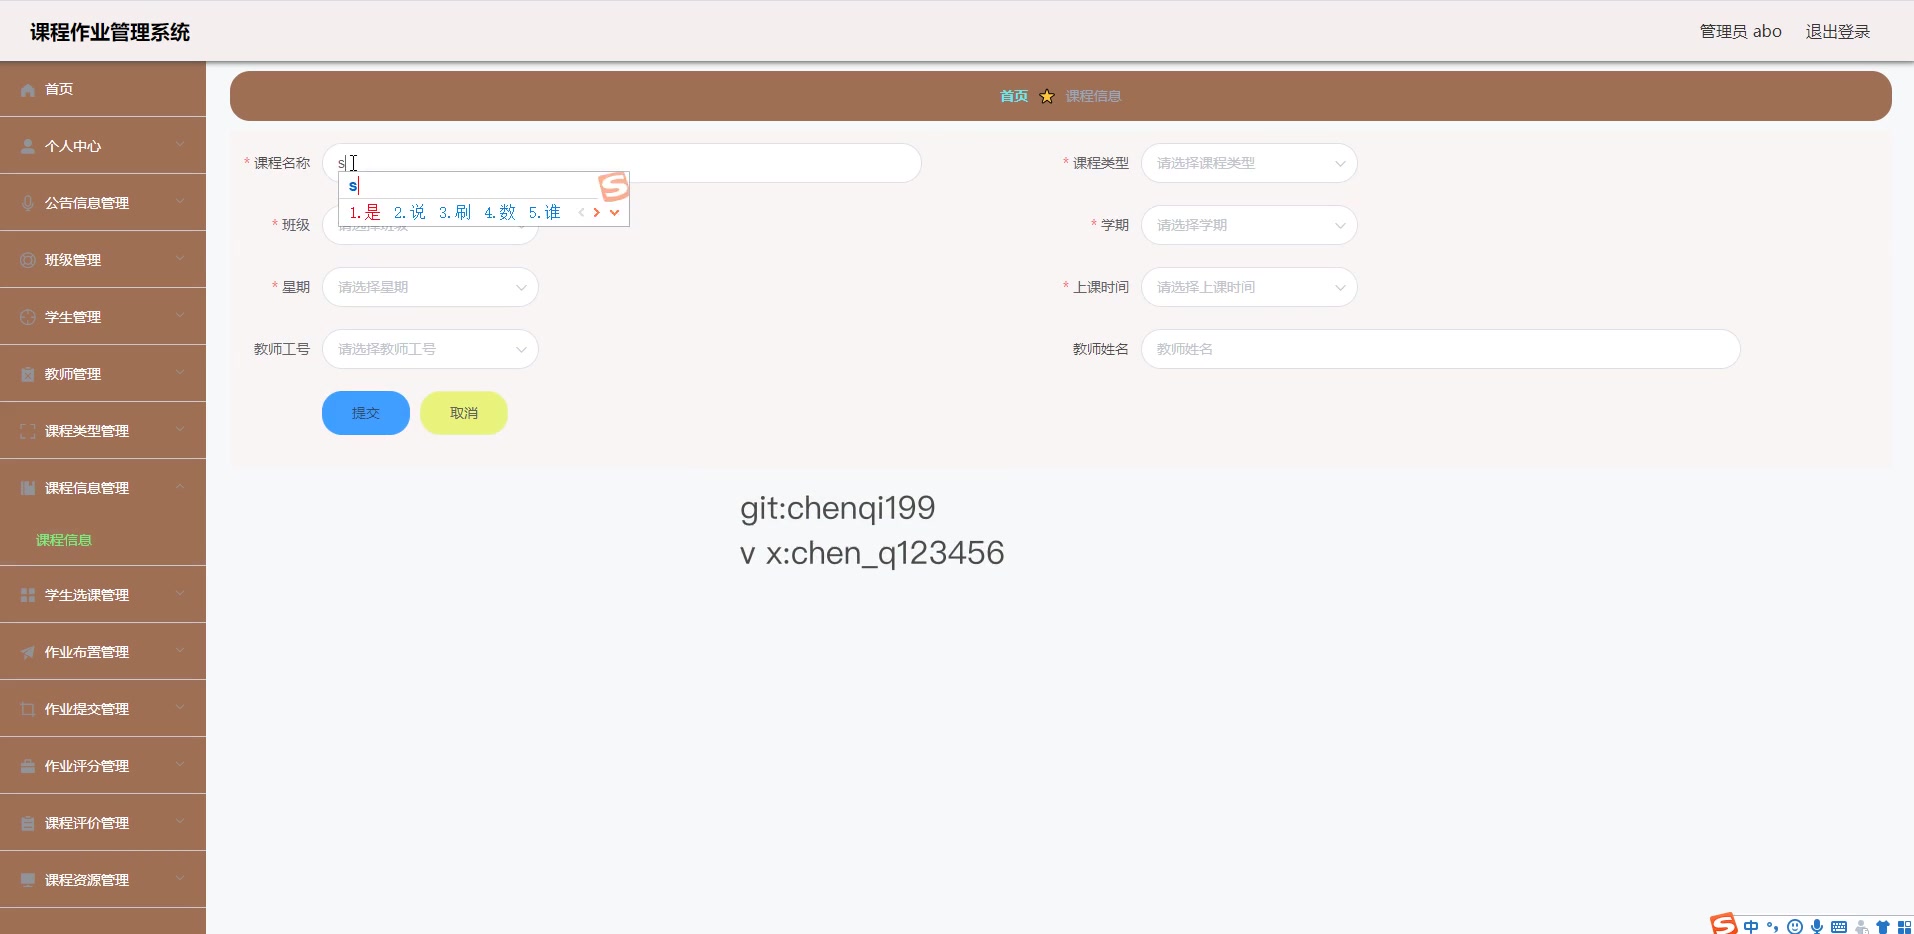 课程作业管理系统
管理员 abo 退出登录
首页
个人中心
公告信息管理
班级管理
学生管理
教师管理
课程类型管理
课程信息管理
课程信息
学生选课管理
作业布置管理
作业提交管理
作业评分管理
课程评价管理
课程资源管理
首页 课程信息
* 课程名称 s
* 课程类型 请选择课程类型
s
1.是 2.说 3.刷 4.数 5.谁
* 班级
* 学期 请选择学期
* 星期 请选择星期
* 上课时间 请选择上课时间
教师工号 请选择教师工号
教师姓名 教师姓名
提交 取消
git:chenqi199
v x:chen_q123456
中